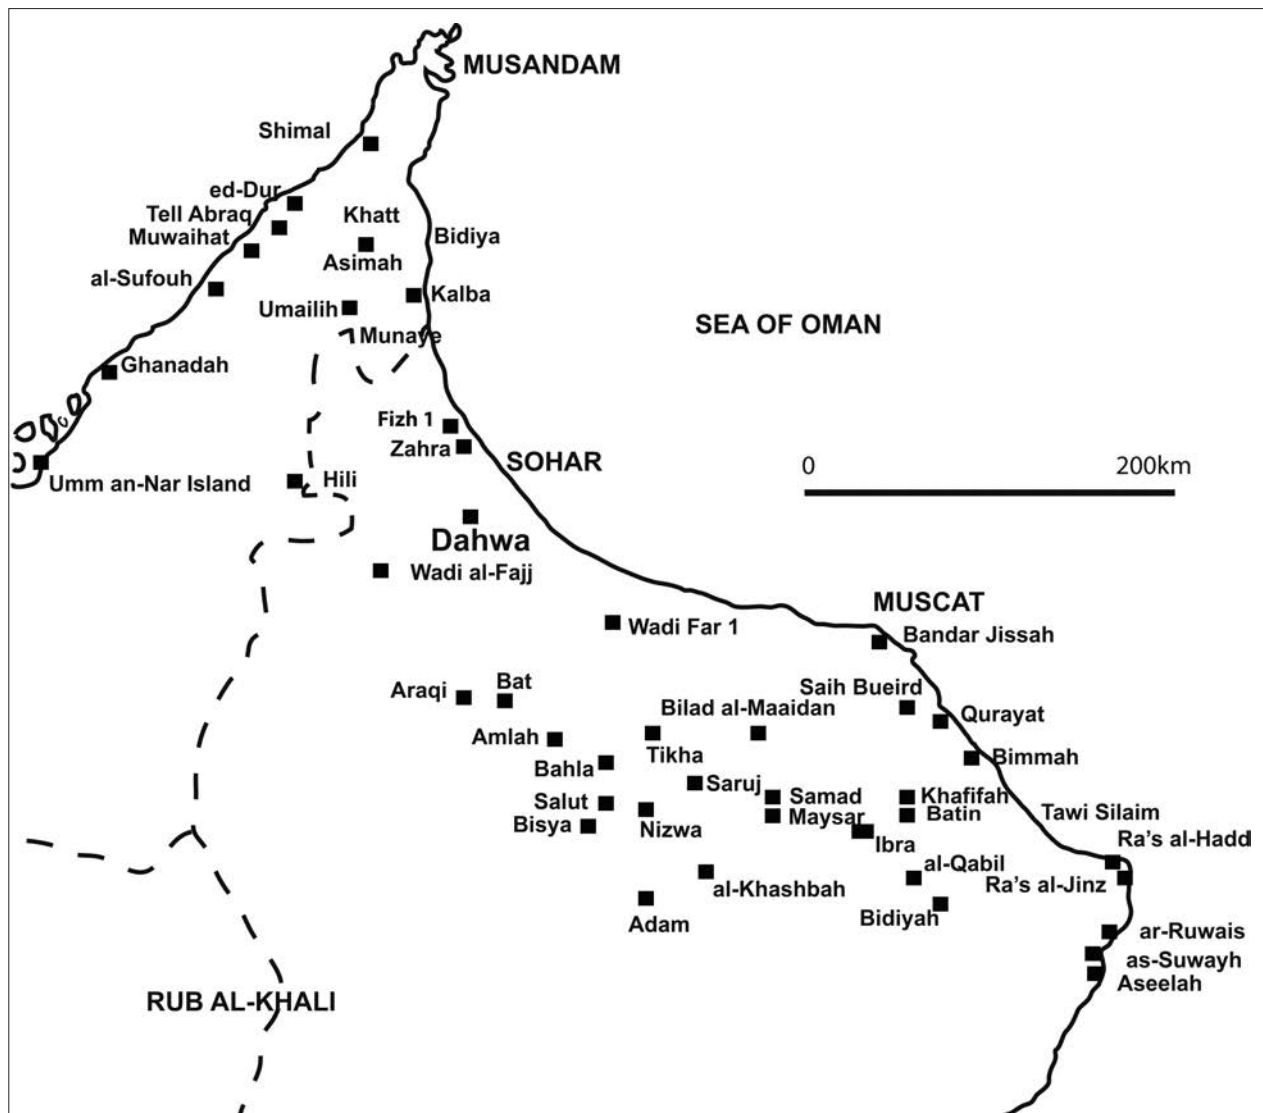 MUSANDAM
Shimal
ed-Dur
Tell Abraq
Khatt
Muwaihat
Bidiya
Asimah
al-Sufouh
Kalba
Umailih
SEA OF OMAN
Munaye
Ghanadah
Fizh 1
Zahra
SOHAR
0 200km
Hili
Umm an-Nar Island
Dahwa
Wadi al-Fajj
MUSCAT
Wadi Far 1
Bandar Jissah
Bat
Araqi
Saih Bueird
Bilad al-Maaidan
Qurayat
Amlah
Tikha
Bimmah
Bahla
Saruj
Samad
Khafifah
Salut
Maysar
Batin
Tawi Silaim
Bisya
Nizwa
Ibra
Ra's al-Hadd
al-Qabil
Ra's al-Jinz
al-Khashbah
Bidiyah
Adam
ar-Ruwais
as-Suwayh
Aseelah
RUB AL-KHALI